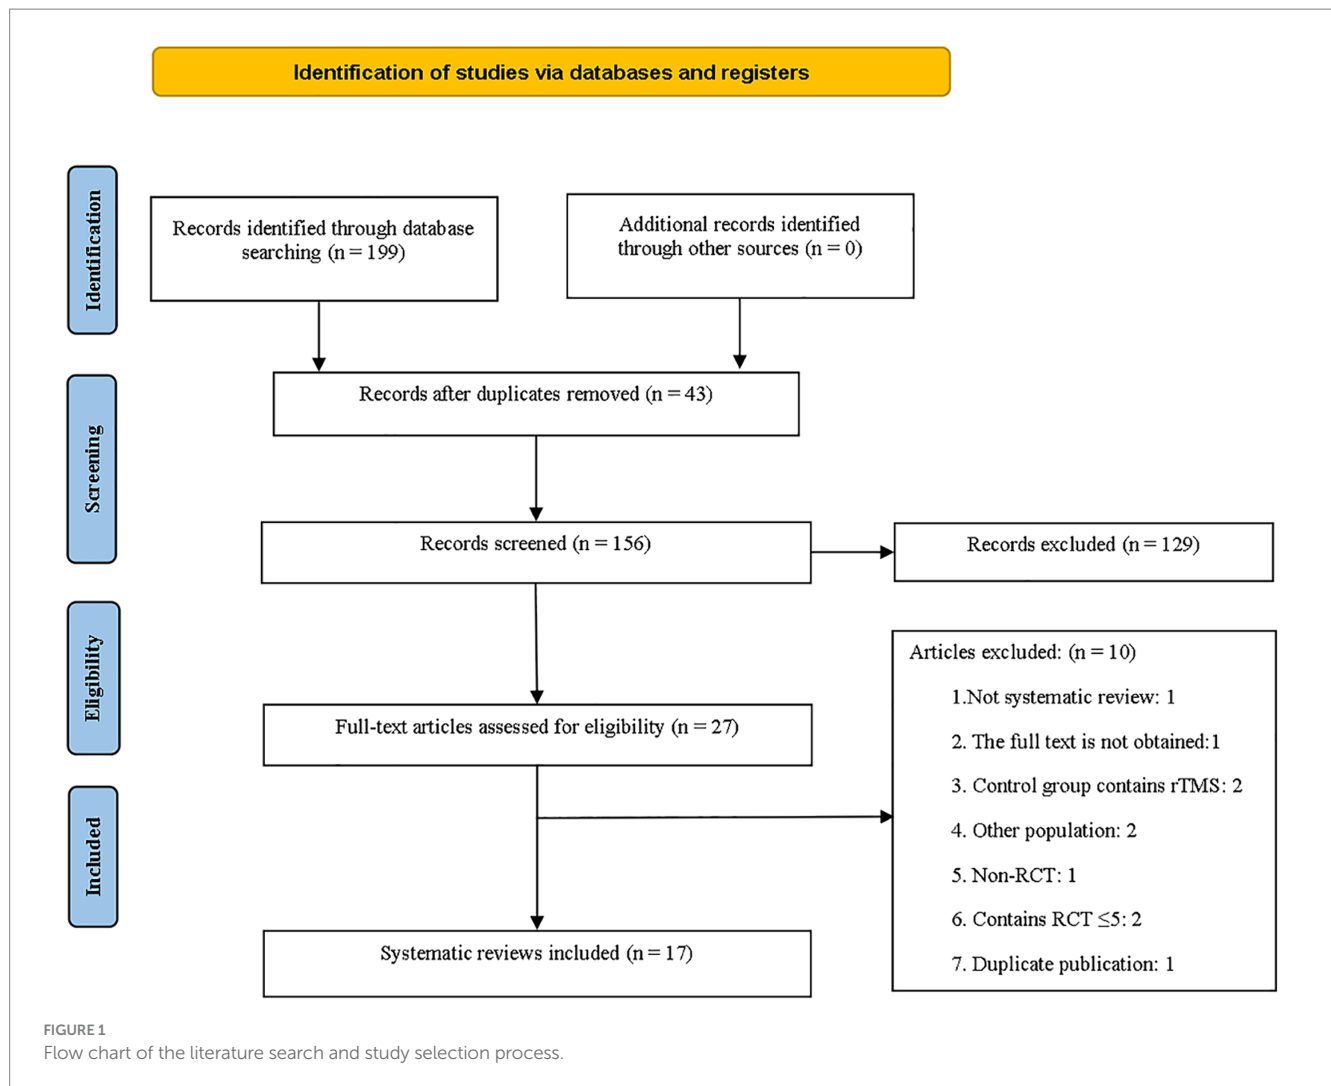 Identification of studies via databases and registers
Identification
Records identified through database
searching (n = 199)
Additional records identified
through other sources (n = 0)
Screening
Records after duplicates removed (n = 43)
Records screened (n = 156)
Records excluded (n = 129)
Eligibility
Full-text articles assessed for eligibility (n = 27)
Articles excluded: (n = 10)
1.Not systematic review: 1
2. The full text is not obtained:1
3. Control group contains rTMS: 2
4. Other population: 2
5. Non-RCT: 1
6. Contains RCT ≤5: 2
7. Duplicate publication: 1
Included
Systematic reviews included (n = 17)
FIGURE 1
Flow chart of the literature search and study selection process.